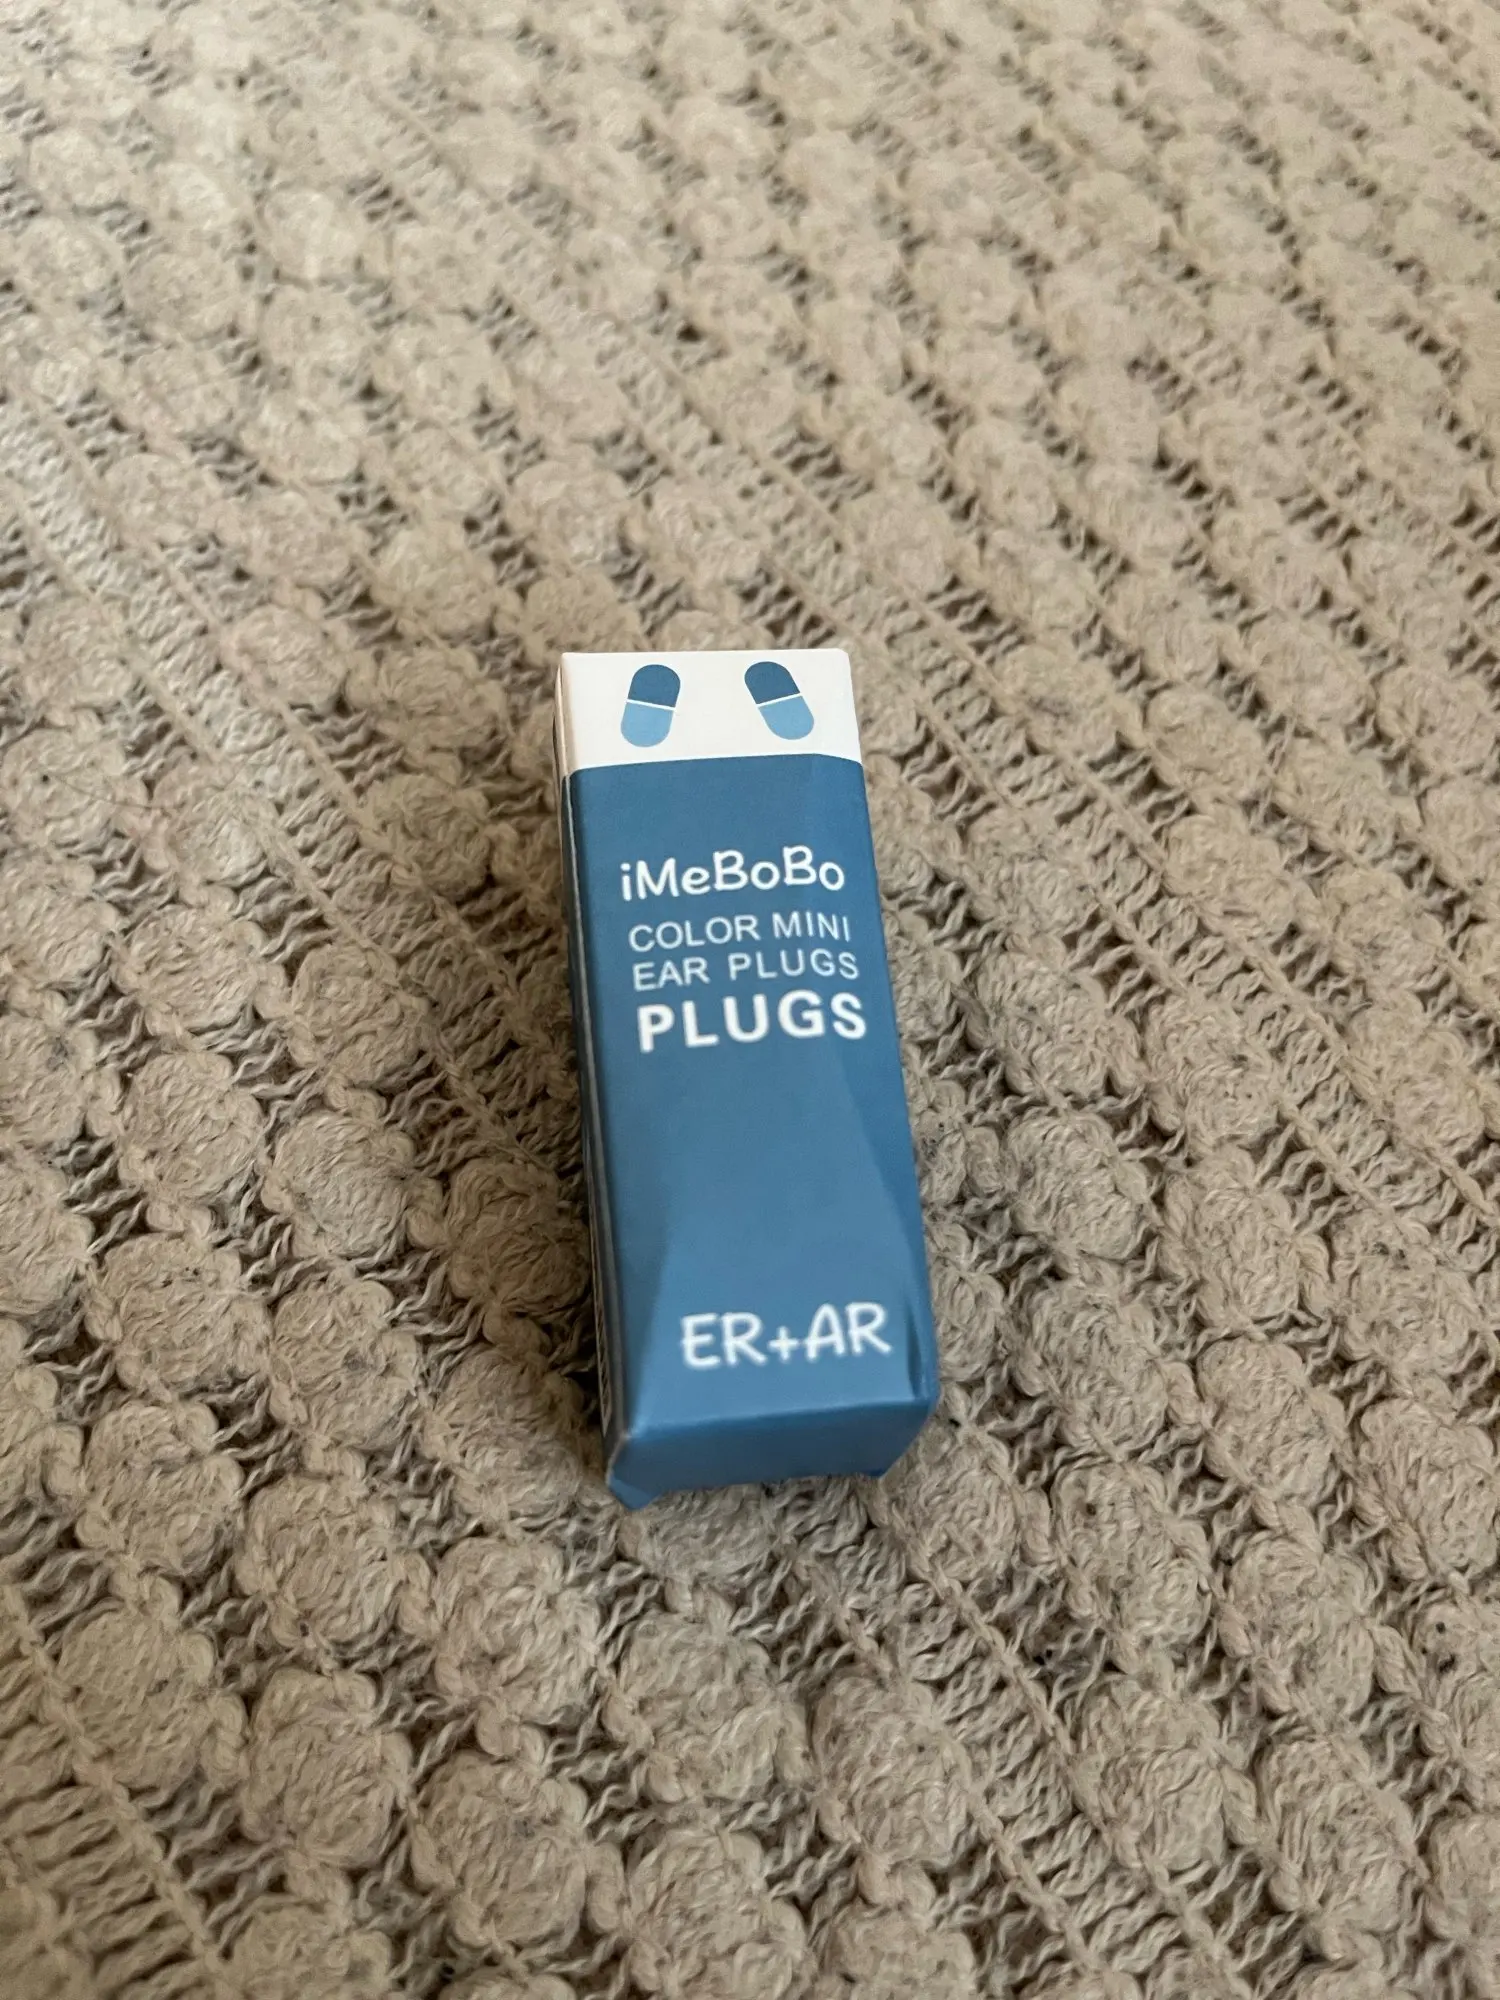 iMeBoBo
COLOR MINI
EAR PLUGS
PLUGS
ER+AR